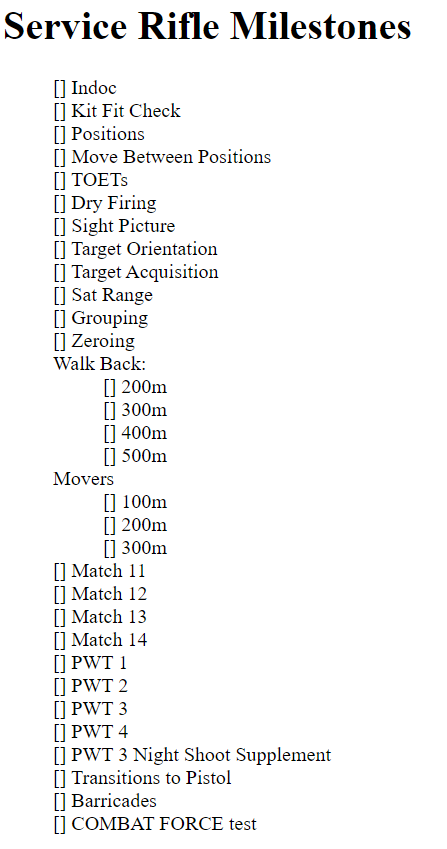 Service Rifle Milestones
[] Indoc
[] Kit Fit Check
[] Positions
[] Move Between Positions
[] TOETs
[] Dry Firing
[] Sight Picture
[] Target Orientation
[] Target Acquisition
[] Sat Range
[] Grouping
[] Zeroing
Walk Back:
[] 200m
[] 300m
[] 400m
[] 500m
Movers
[] 100m
[] 200m
[] 300m
[] Match 11
[] Match 12
[] Match 13
[] Match 14
[] PWT 1
[] PWT 2
[] PWT 3
[] PWT 4
[] PWT 3 Night Shoot Supplement
[] Transitions to Pistol
[] Barricades
[] COMBAT FORCE test